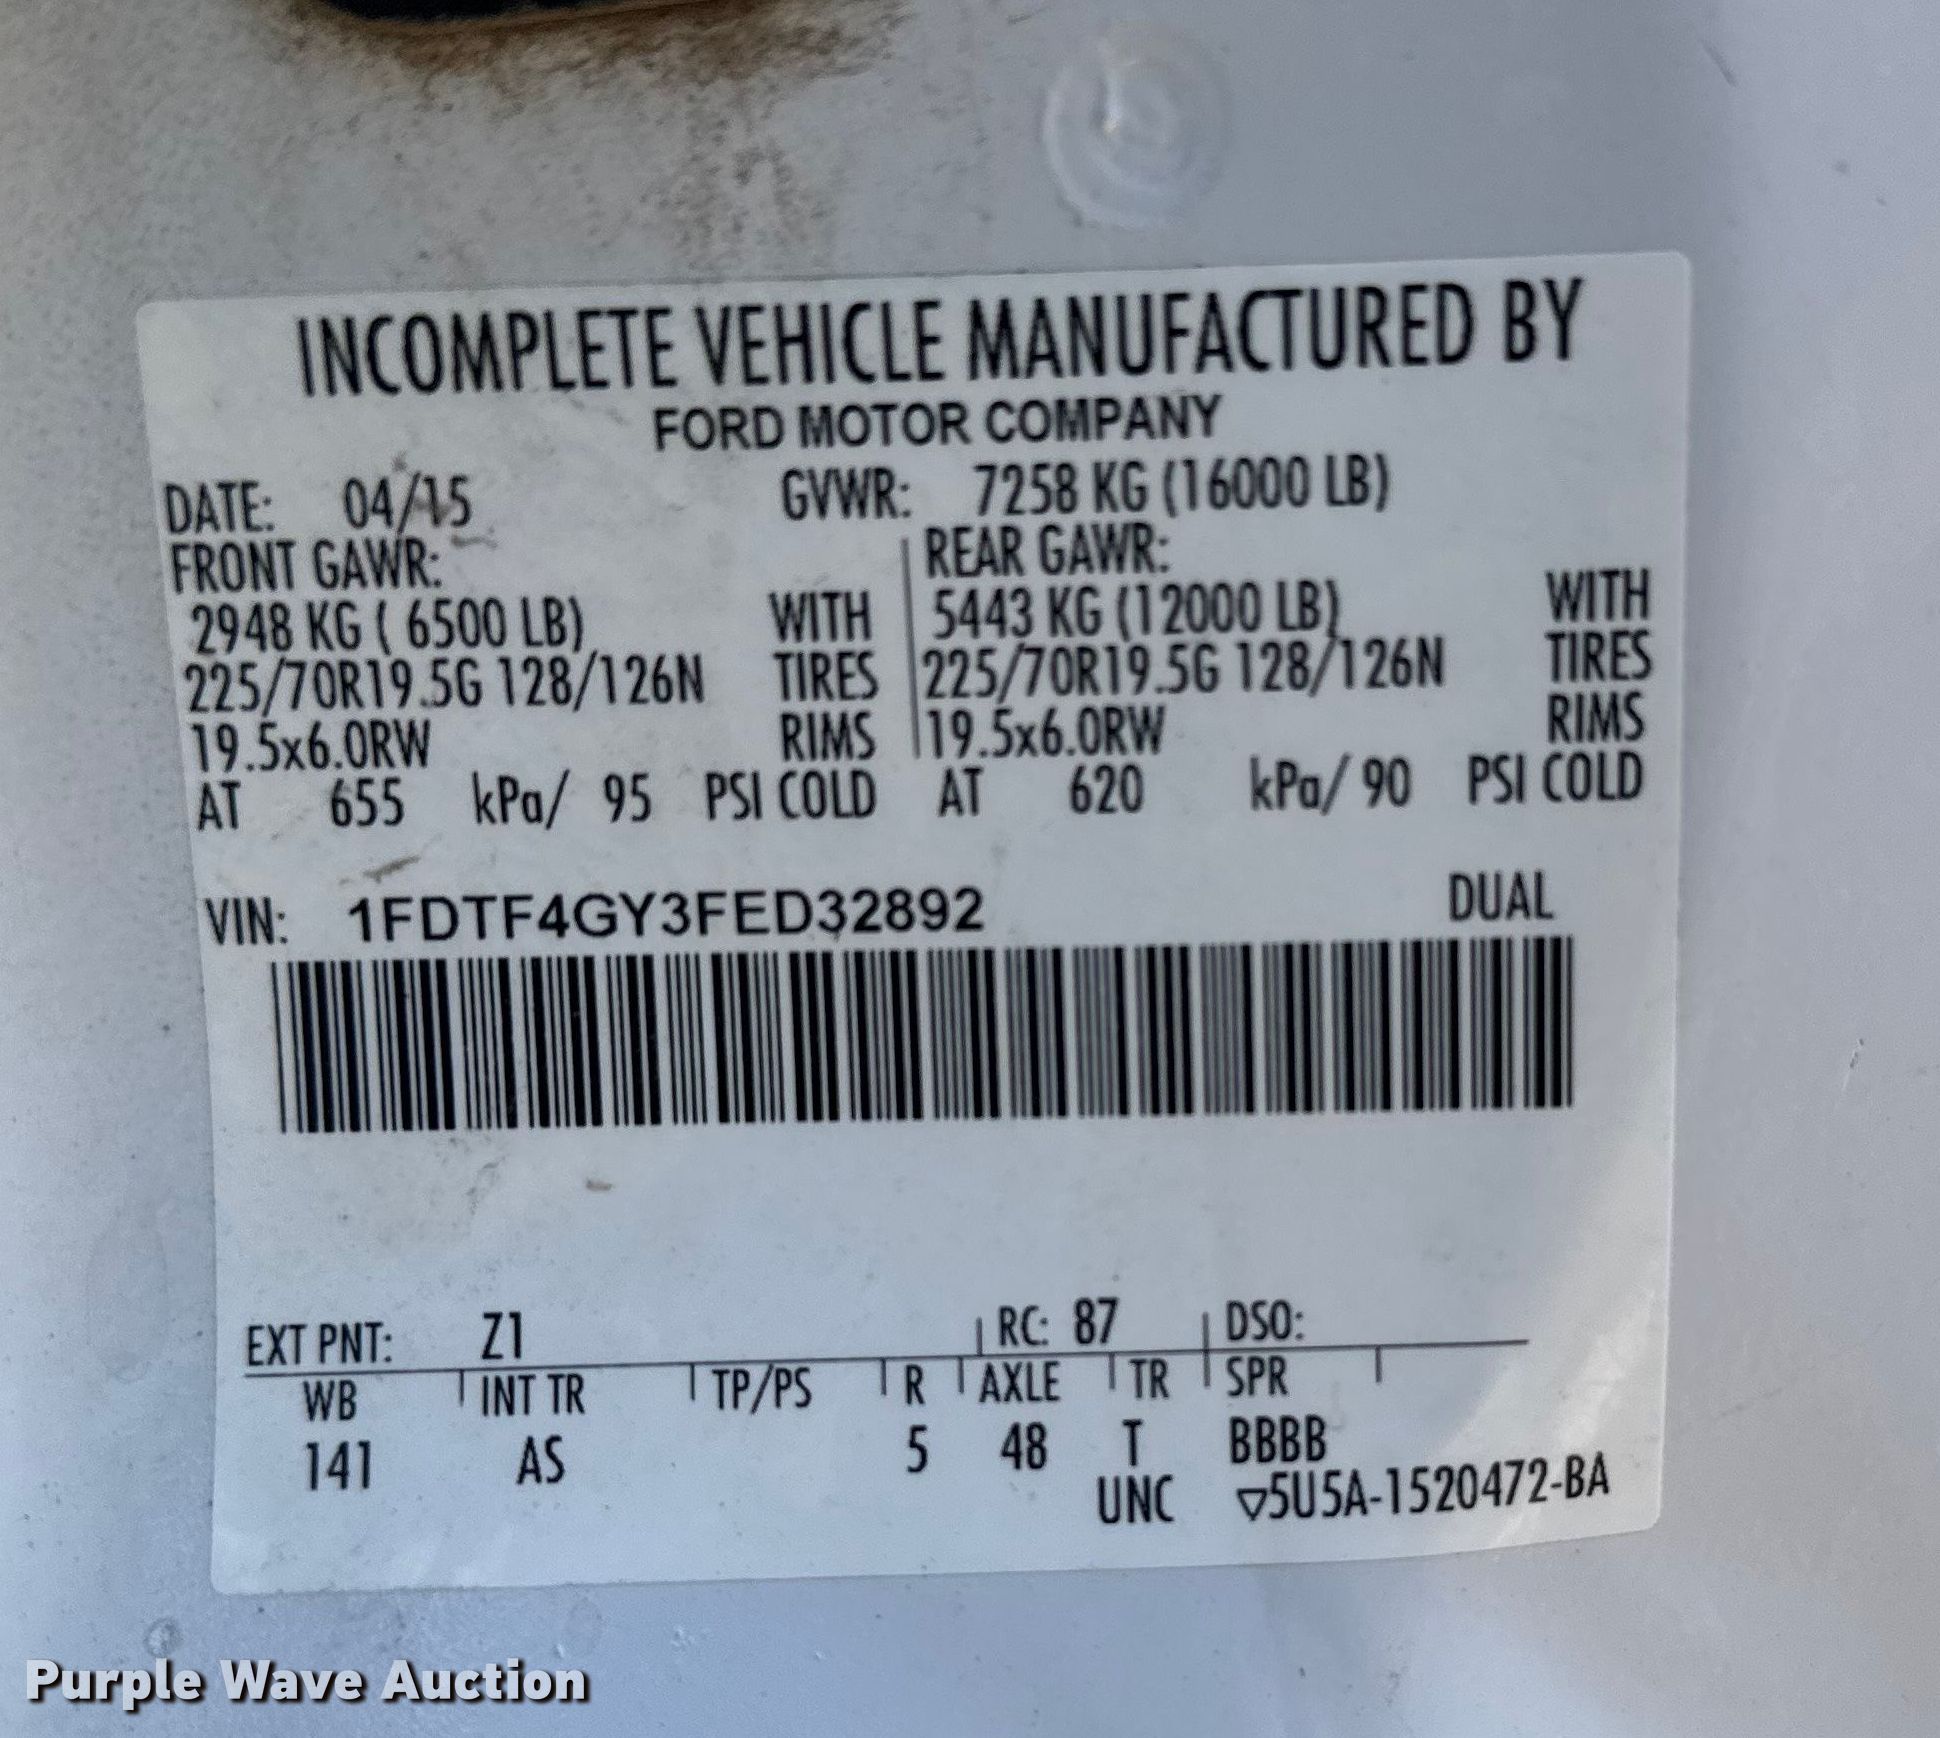 INCOMPLETE VEHICLE MANUFACTURED BY
FORD MOTOR COMPANY
DATE: 04/15 GVWR: 7258 KG (16000 LB)
FRONT GAWR: REAR GAWR:
2948 KG ( 6500 LB) WITH 5443 KG (12000 LB) WITH
225/70R19.5G 128/126N TIRES 225/70R19.5G 128/126N TIRES
19.5x6.0RW RIMS 19.5x6.0RW RIMS
AT 655 kPa/ 95 PSI COLD AT 620 kPa/ 90 PSI COLD
VIN: 1FDTF4GY3FED32892 DUAL
EXT PNT: Z1 RC: 87 DSO:
WB INT TR TP/PS R AXLE TR SPR
141 AS 5 48 T BBBB
UNC ▽5U5A-1520472-BA
Purple Wave Auction